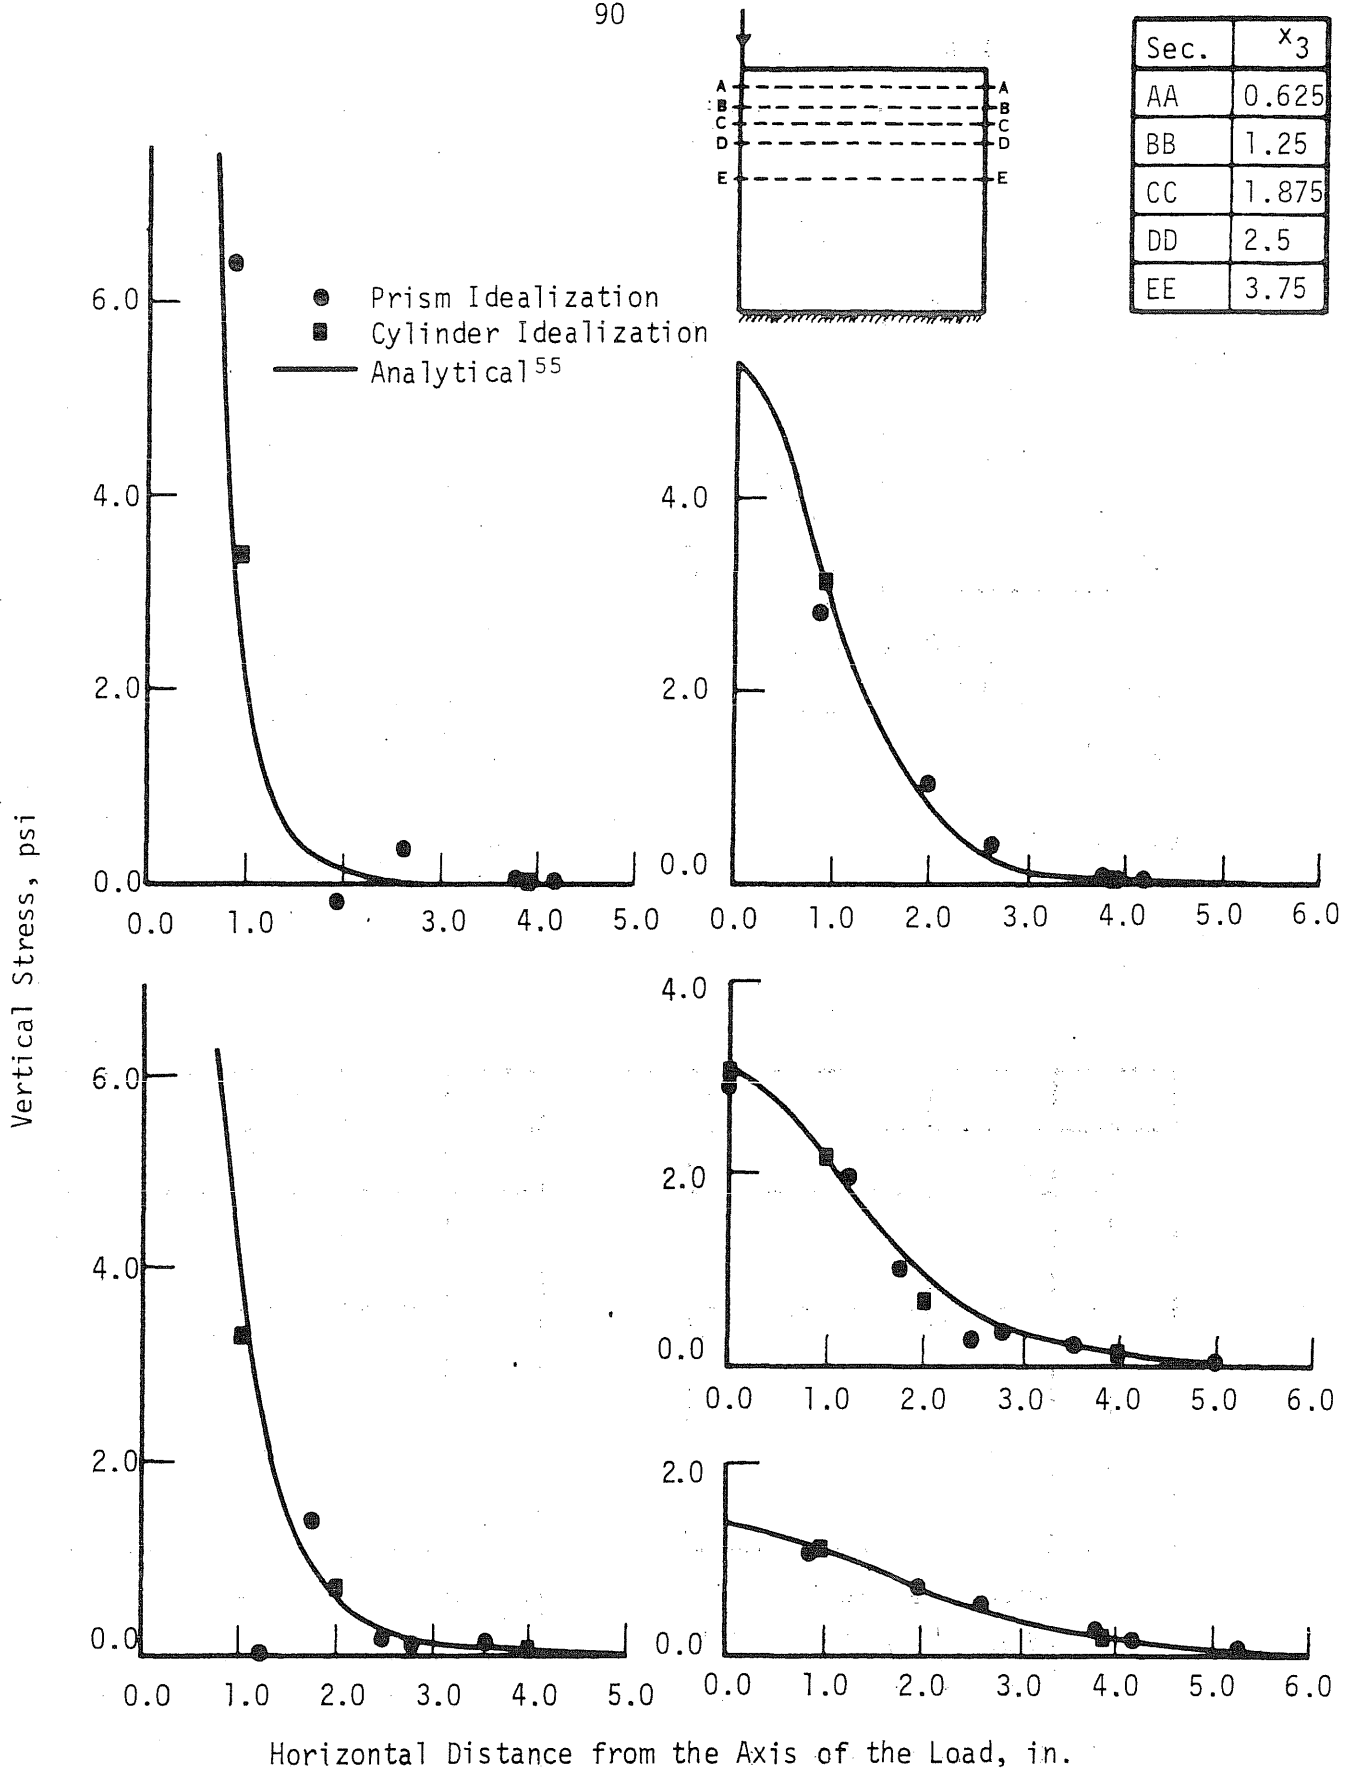 90
Sec. x3
AA 0.625
BB 1.25
CC 1.875
DD 2.5
EE 3.75
A A
B B
C C
D D
E E
Prism Idealization
Cylinder Idealization
Analytical55
6.0
4.0
2.0
0.0
0.0 1.0 3.0 4.0 5.0
4.0
2.0
0.0
0.0 1.0 2.0 3.0 4.0 5.0 6.0
Vertical Stress, psi
6.0
4.0
2.0
0.0
0.0 1.0 2.0 3.0 4.0 5.0
4.0
2.0
0.0
0.0 1.0 2.0 3.0 4.0 5.0 6.0
2.0
0.0
0.0 1.0 2.0 3.0 4.0 5.0 6.0
Horizontal Distance from the Axis of the Load, in.